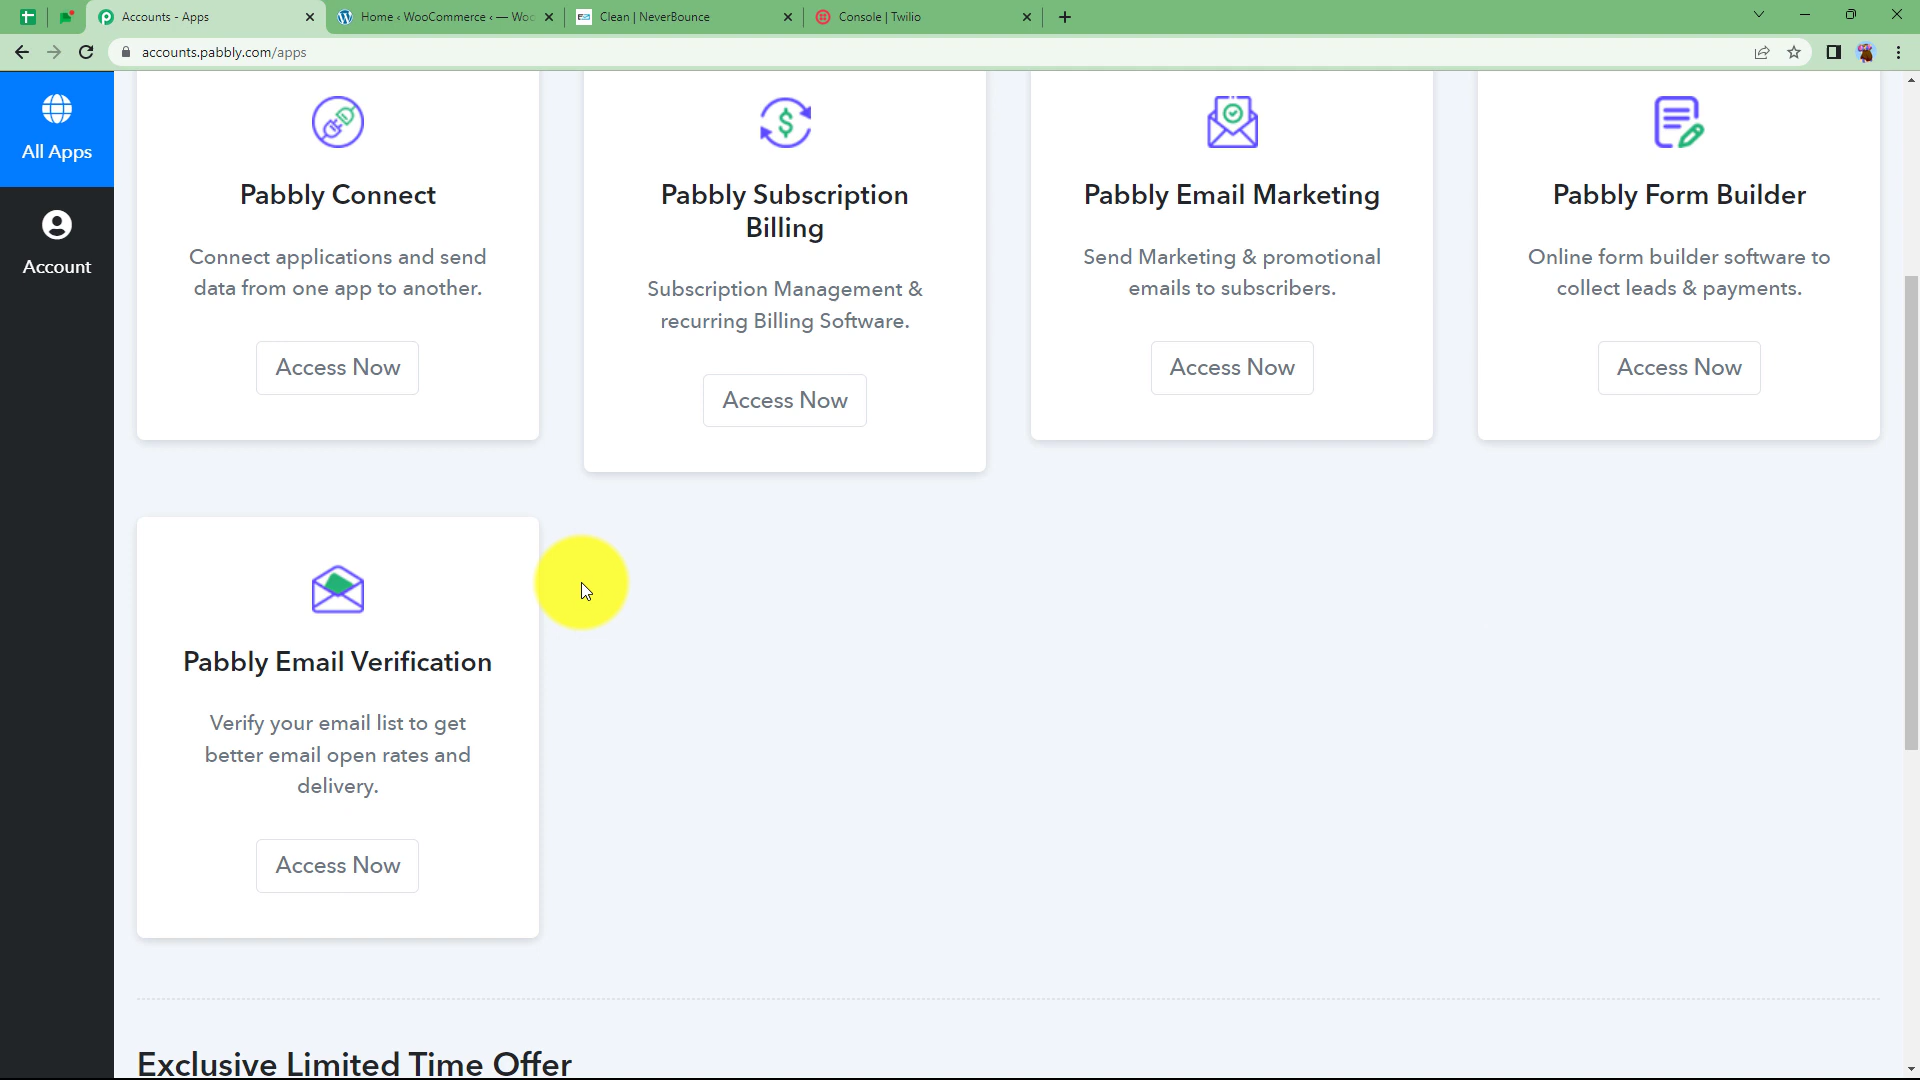 Accounts - Apps
Home ‹ WooCommerce ‹ — Woo
Clean | NeverBounce
Console | Twilio
accounts.pabbly.com/apps
All Apps
Account
Pabbly Connect
Connect applications and send
data from one app to another.
Access Now
Pabbly Subscription
Billing
Subscription Management &
recurring Billing Software.
Access Now
Pabbly Email Marketing
Send Marketing & promotional
emails to subscribers.
Access Now
Pabbly Form Builder
Online form builder software to
collect leads & payments.
Access Now
Pabbly Email Verification
Verify your email list to get
better email open rates and
delivery.
Access Now
Exclusive Limited Time Offer